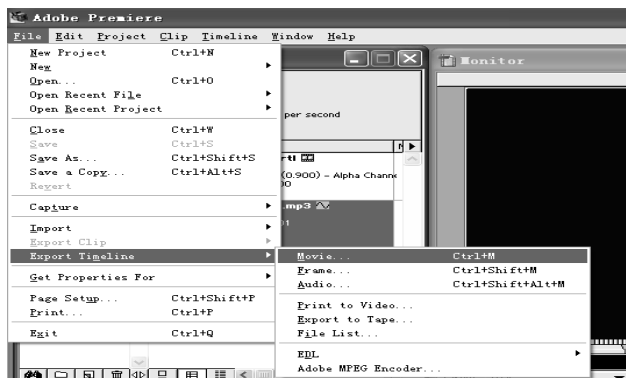 Adobe Premiere
File Edit Project Clip Timeline Window Help
New Project Ctrl+N
New
Open... Ctrl+O
Open Recent File
Open Recent Project
Close Ctrl+W
Save Ctrl+S
Save As... Ctrl+Shift+S
Save a Copy... Ctrl+Alt+S
Revert
Capture
Import
Export Clip
Export Timeline
Get Properties For
Page Setup... Ctrl+Shift+P
Print... Ctrl+P
Exit Ctrl+Q
Monitor
per second
(0.900) - Alpha Channe
.mp3
Movie... Ctrl+M
Frame... Ctrl+Shift+M
Audio... Ctrl+Shift+Alt+M
Print to Video...
Export to Tape...
File List...
EDL
Adobe MPEG Encoder...